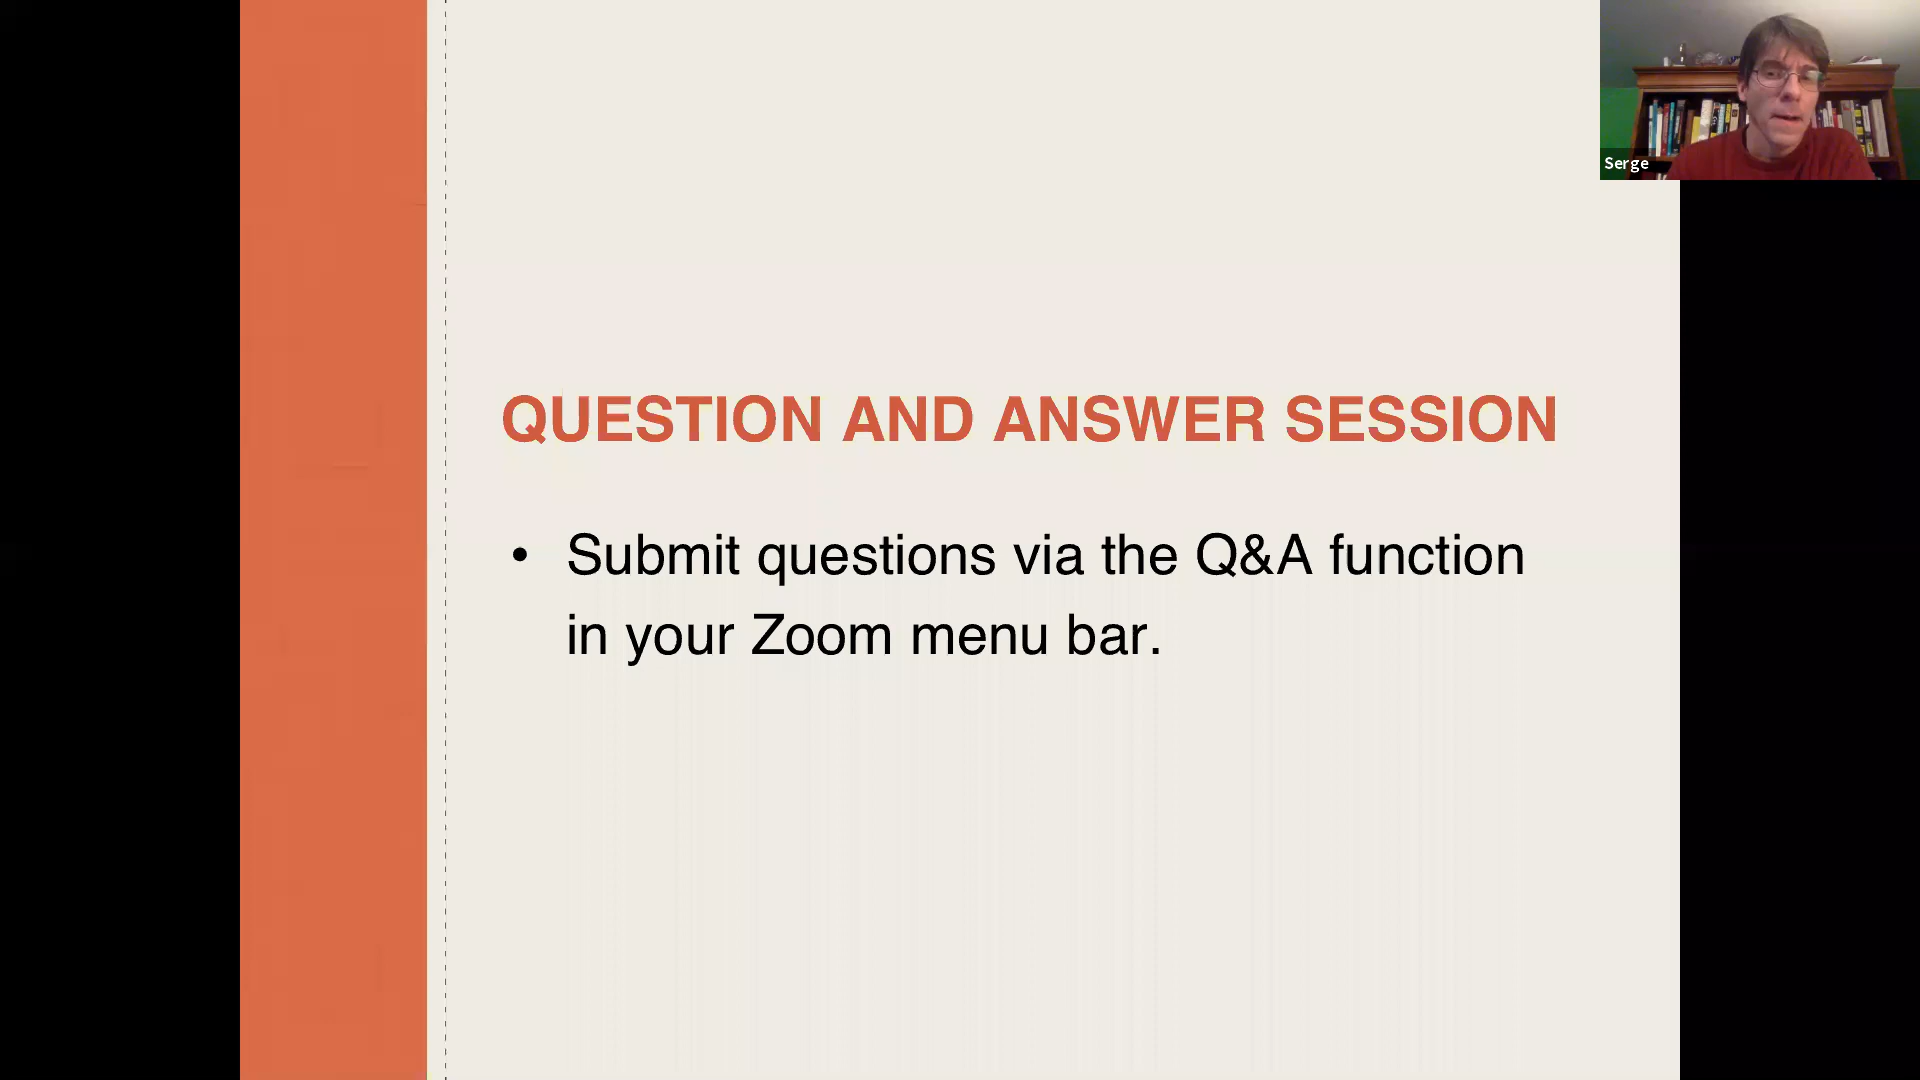 QUESTION AND ANSWER SESSION
• Submit questions via the Q&A function
in your Zoom menu bar.
Serge